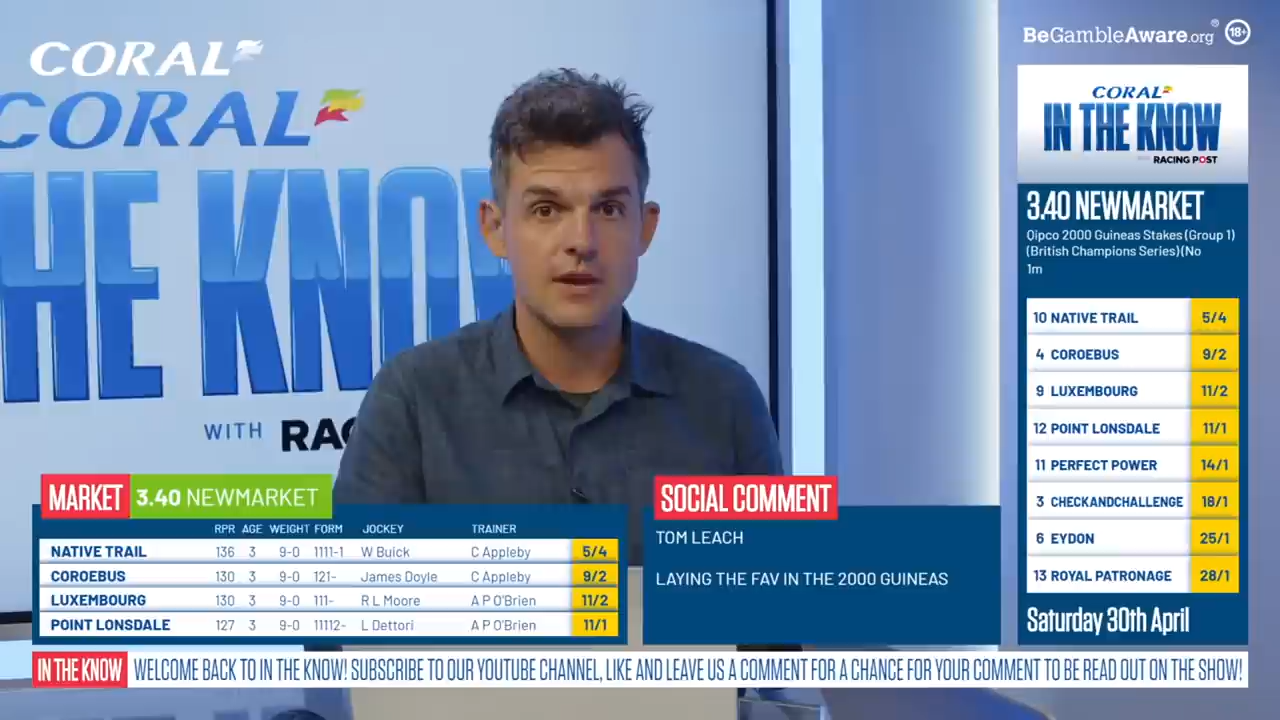 CORAL
CORAL
THE KNOW
WITH RAC
BeGambleAware.org® 18+
CORAL
IN THE KNOW
WITH RACING POST
3.40 NEWMARKET
Qipco 2000 Guineas Stakes (Group 1)
(British Champions Series)(No
1m
10 NATIVE TRAIL 5/4
4 COROEBUS 9/2
9 LUXEMBOURG 11/2
12 POINT LONSDALE 11/1
11 PERFECT POWER 14/1
3 CHECKANDCHALLENGE 18/1
6 EYDON 25/1
13 ROYAL PATRONAGE 28/1
Saturday 30th April
MARKET 3.40 NEWMARKET
RPR AGE WEIGHT FORM JOCKEY TRAINER
NATIVE TRAIL 136 3 9-0 1111-1 W Buick C Appleby 5/4
COROEBUS 130 3 9-0 121- James Doyle C Appleby 9/2
LUXEMBOURG 130 3 9-0 111- R L Moore A P O'Brien 11/2
POINT LONSDALE 127 3 9-0 11112- L Dettori A P O'Brien 11/1
SOCIAL COMMENT
TOM LEACH
LAYING THE FAV IN THE 2000 GUINEAS
IN THE KNOW WELCOME BACK TO IN THE KNOW! SUBSCRIBE TO OUR YOUTUBE CHANNEL, LIKE AND LEAVE US A COMMENT FOR A CHANCE FOR YOUR COMMENT TO BE READ OUT ON THE SHOW!